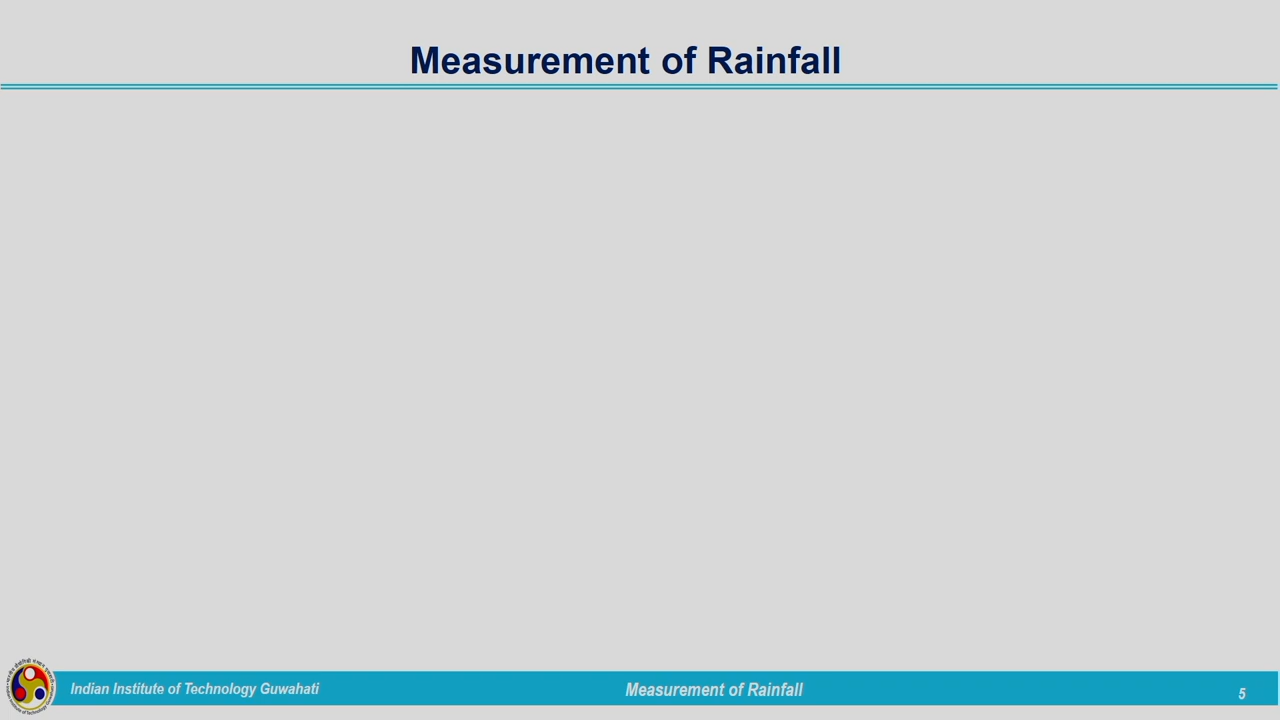 Measurement of Rainfall
Indian Institute of Technology Guwahati
Measurement of Rainfall
5